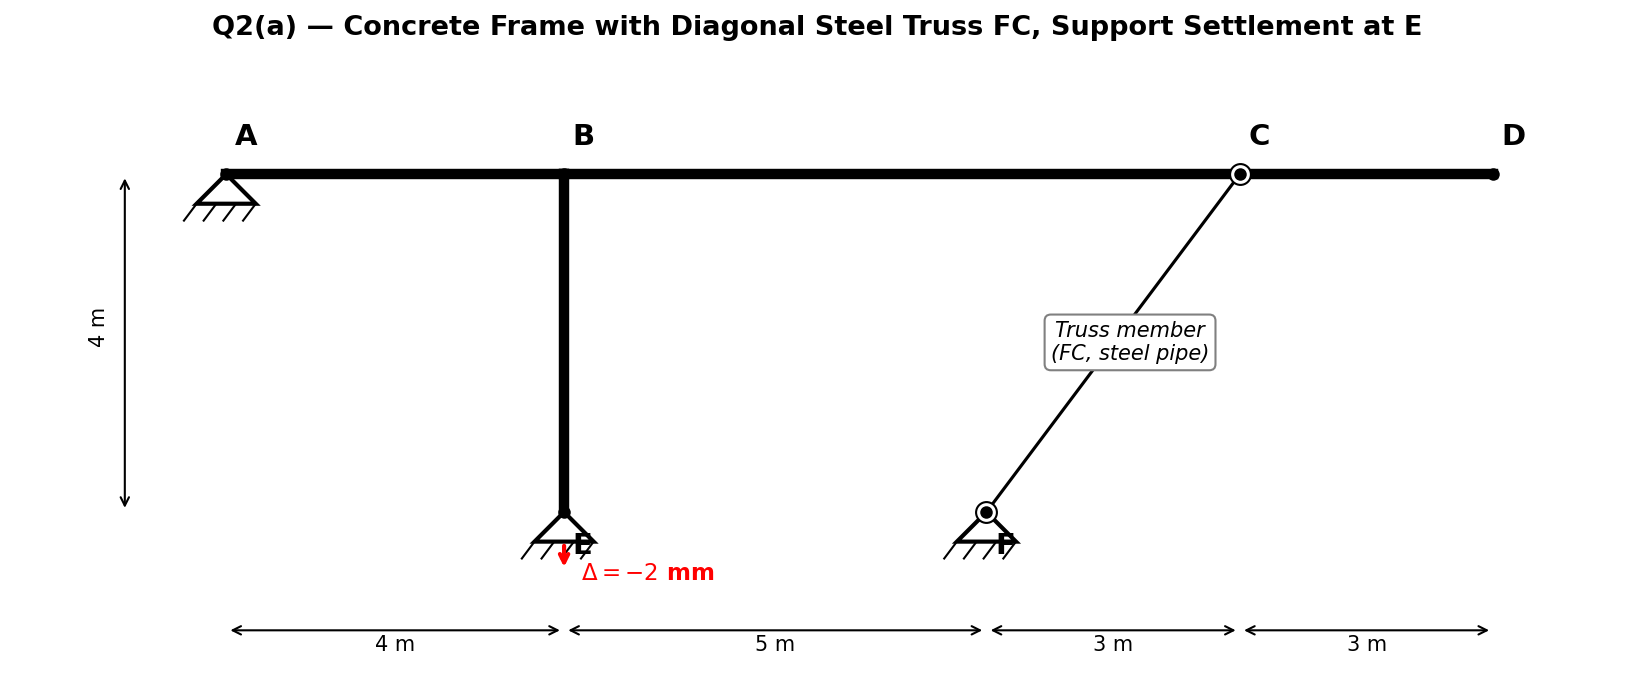 Q2(a) — Concrete Frame with Diagonal Steel Truss FC, Support Settlement at E
A
B
C
D
4 m
Truss member
(FC, steel pipe)
E
F
Δ = −2 mm
4 m
5 m
3 m
3 m